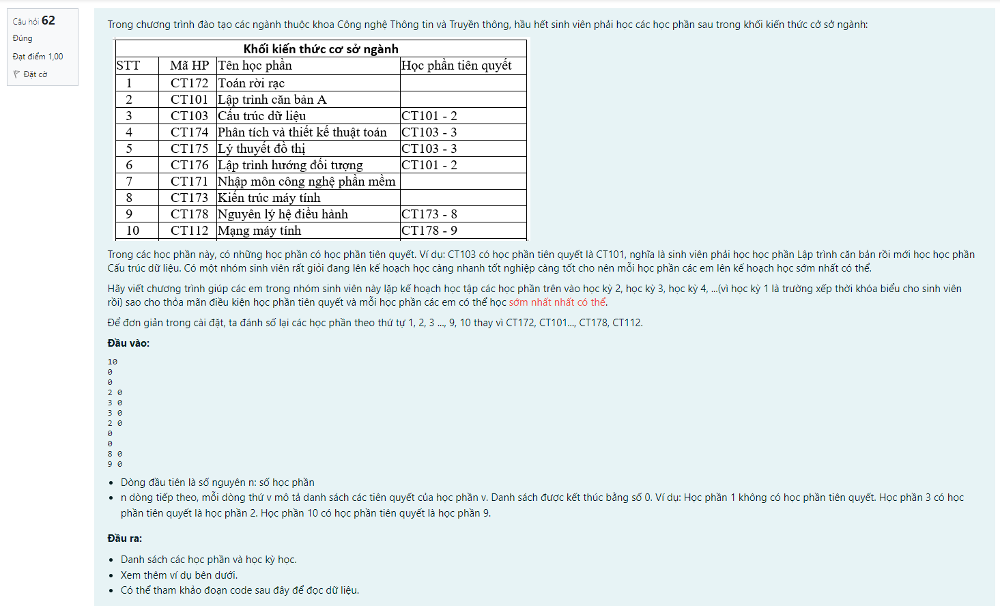 Câu hỏi 62
Đúng
Đạt điểm 1,00
Đặt cờ
Trong chương trình đào tạo các ngành thuộc khoa Công nghệ Thông tin và Truyền thông, hầu hết sinh viên phải học các học phần sau trong khối kiến thức cở sở ngành:
Khối kiến thức cơ sở ngành
STT Mã HP Tên học phần Học phần tiên quyết
1 CT172 Toán rời rạc
2 CT101 Lập trình căn bản A
3 CT103 Cấu trúc dữ liệu CT101 - 2
4 CT174 Phân tích và thiết kế thuật toán CT103 - 3
5 CT175 Lý thuyết đồ thị CT103 - 3
6 CT176 Lập trình hướng đối tượng CT101 - 2
7 CT171 Nhập môn công nghệ phần mềm
8 CT173 Kiến trúc máy tính
9 CT178 Nguyên lý hệ điều hành CT173 - 8
10 CT112 Mạng máy tính CT178 - 9
Trong các học phần này, có những học phần có học phần tiên quyết. Ví dụ: CT103 có học phần tiên quyết là CT101, nghĩa là sinh viên phải học học phần Lập trình căn bản rồi mới học học phần
Cấu trúc dữ liệu. Có một nhóm sinh viên rất giỏi đang lên kế hoạch học càng nhanh tốt nghiệp càng tốt cho nên mỗi học phần các em lên kế hoạch học sớm nhất có thể.
Hãy viết chương trình giúp các em trong nhóm sinh viên này lặp kế hoạch học tập các học phần trên vào học kỳ 2, học kỳ 3, học kỳ 4, ...(vì học kỳ 1 là trường xếp thời khóa biểu cho sinh viên
rồi) sao cho thỏa mãn điều kiện học phần tiên quyết và mỗi học phần các em có thể học sớm nhất nhất có thể.
Để đơn giản trong cài đặt, ta đánh số lại các học phần theo thứ tự 1, 2, 3 ..., 9, 10 thay vì CT172, CT101..., CT178, CT112.
Đầu vào:
10
0
0
2 0
3 0
3 0
2 0
0
0
8 0
9 0
• Dòng đầu tiên là số nguyên n: số học phần
• n dòng tiếp theo, mỗi dòng thứ v mô tả danh sách các tiên quyết của học phần v. Danh sách được kết thúc bằng số 0. Ví dụ: Học phần 1 không có học phần tiên quyết. Học phần 3 có học
phần tiên quyết là học phần 2. Học phần 10 có học phần tiên quyết là học phần 9.
Đầu ra:
• Danh sách các học phần và học kỳ học.
• Xem thêm ví dụ bên dưới.
• Có thể tham khảo đoạn code sau đây để đọc dữ liệu.